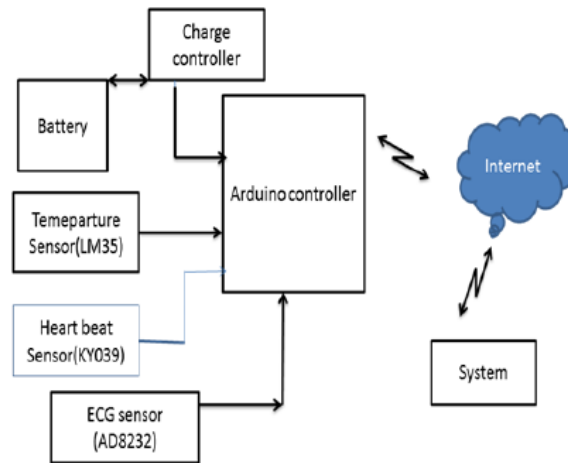 Charge
controller
Battery
Arduino controller
Internet
Temeparture
Sensor(LM35)
Heart beat
Sensor(KY039)
ECG sensor
(AD8232)
System